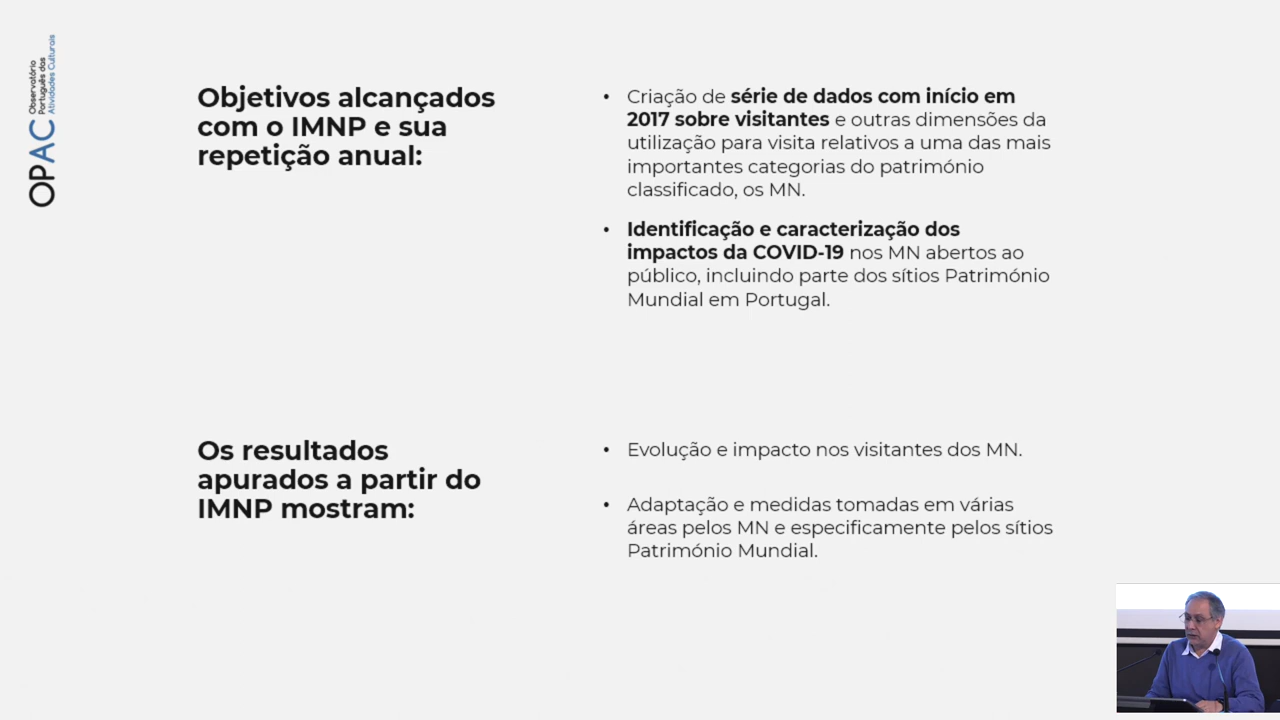 OPAC
Observatório
Português das
Atividades Culturais
Objetivos alcançados
com o IMNP e sua
repetição anual:
• Criação de série de dados com início em
2017 sobre visitantes e outras dimensões da
utilização para visita relativos a uma das mais
importantes categorias do património
classificado, os MN.
• Identificação e caracterização dos
impactos da COVID-19 nos MN abertos ao
público, incluindo parte dos sítios Património
Mundial em Portugal.
Os resultados
apurados a partir do
IMNP mostram:
• Evolução e impacto nos visitantes dos MN.
• Adaptação e medidas tomadas em várias
áreas pelos MN e especificamente pelos sítios
Património Mundial.